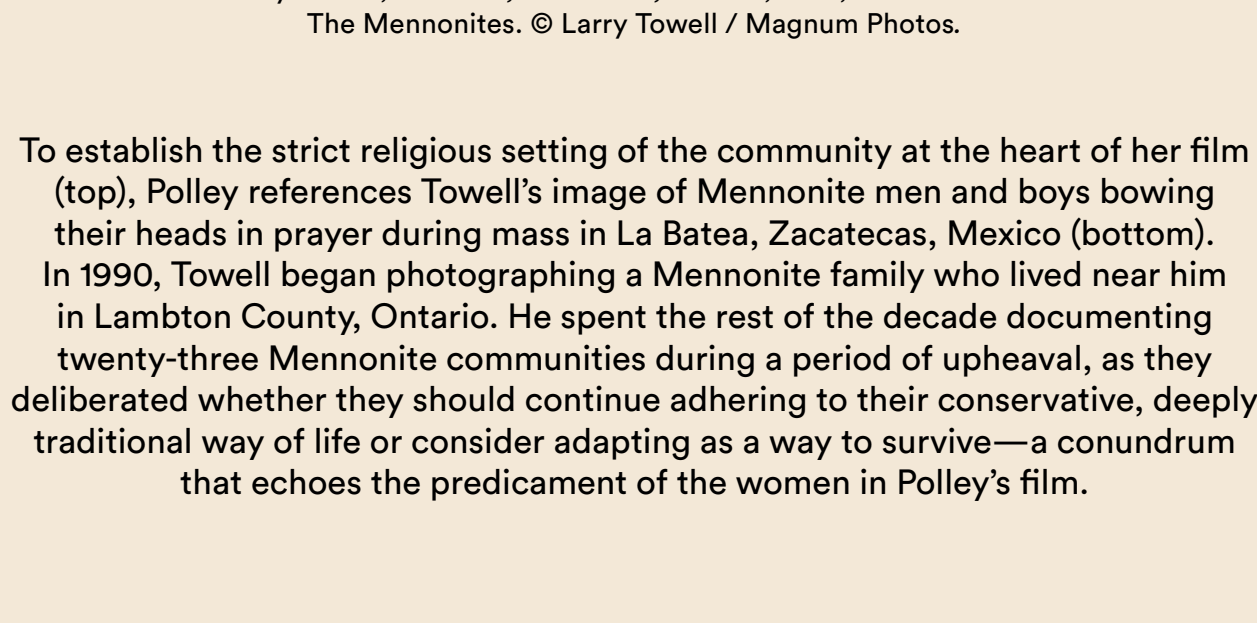 The Mennonites. © Larry Towell / Magnum Photos.
To establish the strict religious setting of the community at the heart of her film
(top), Polley references Towell’s image of Mennonite men and boys bowing
their heads in prayer during mass in La Batea, Zacatecas, Mexico (bottom).
In 1990, Towell began photographing a Mennonite family who lived near him
in Lambton County, Ontario. He spent the rest of the decade documenting
twenty-three Mennonite communities during a period of upheaval, as they
deliberated whether they should continue adhering to their conservative, deeply
traditional way of life or consider adapting as a way to survive—a conundrum
that echoes the predicament of the women in Polley’s film.